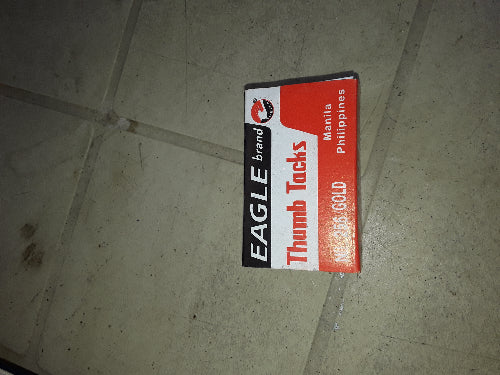 EAGLE brand
Thumb Tacks
Manila
Philippines
GOLD